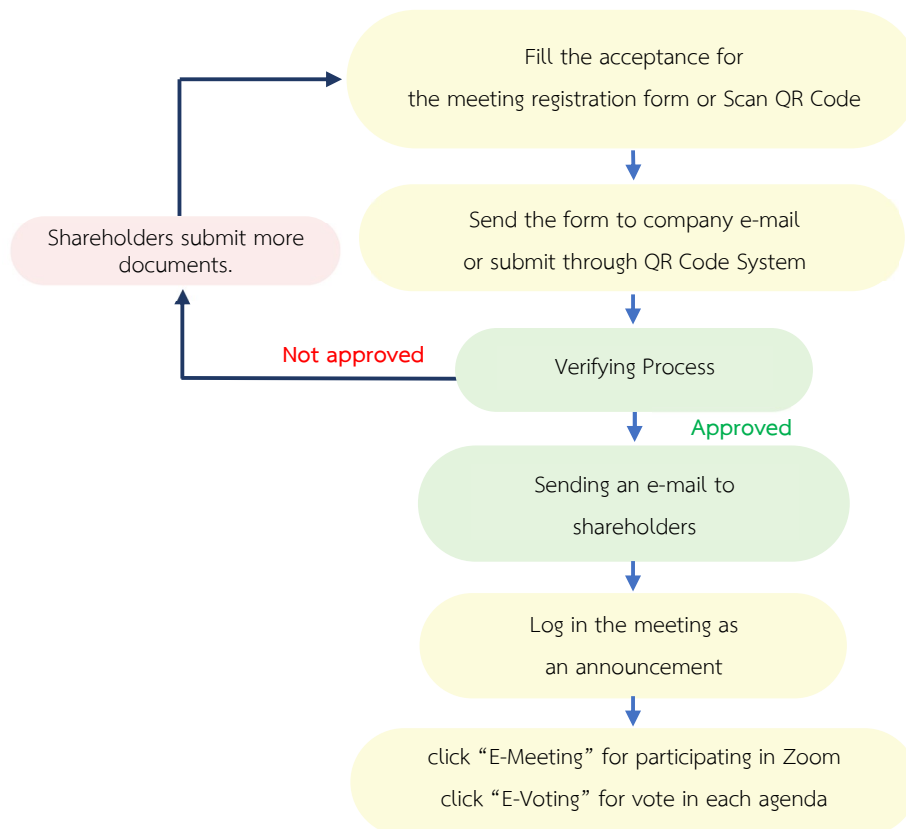 Fill the acceptance for
the meeting registration form or Scan QR Code
Send the form to company e-mail
or submit through QR Code System
Shareholders submit more
documents.
Not approved
Verifying Process
Approved
Sending an e-mail to
shareholders
Log in the meeting as
an announcement
click “E-Meeting” for participating in Zoom
click “E-Voting” for vote in each agenda